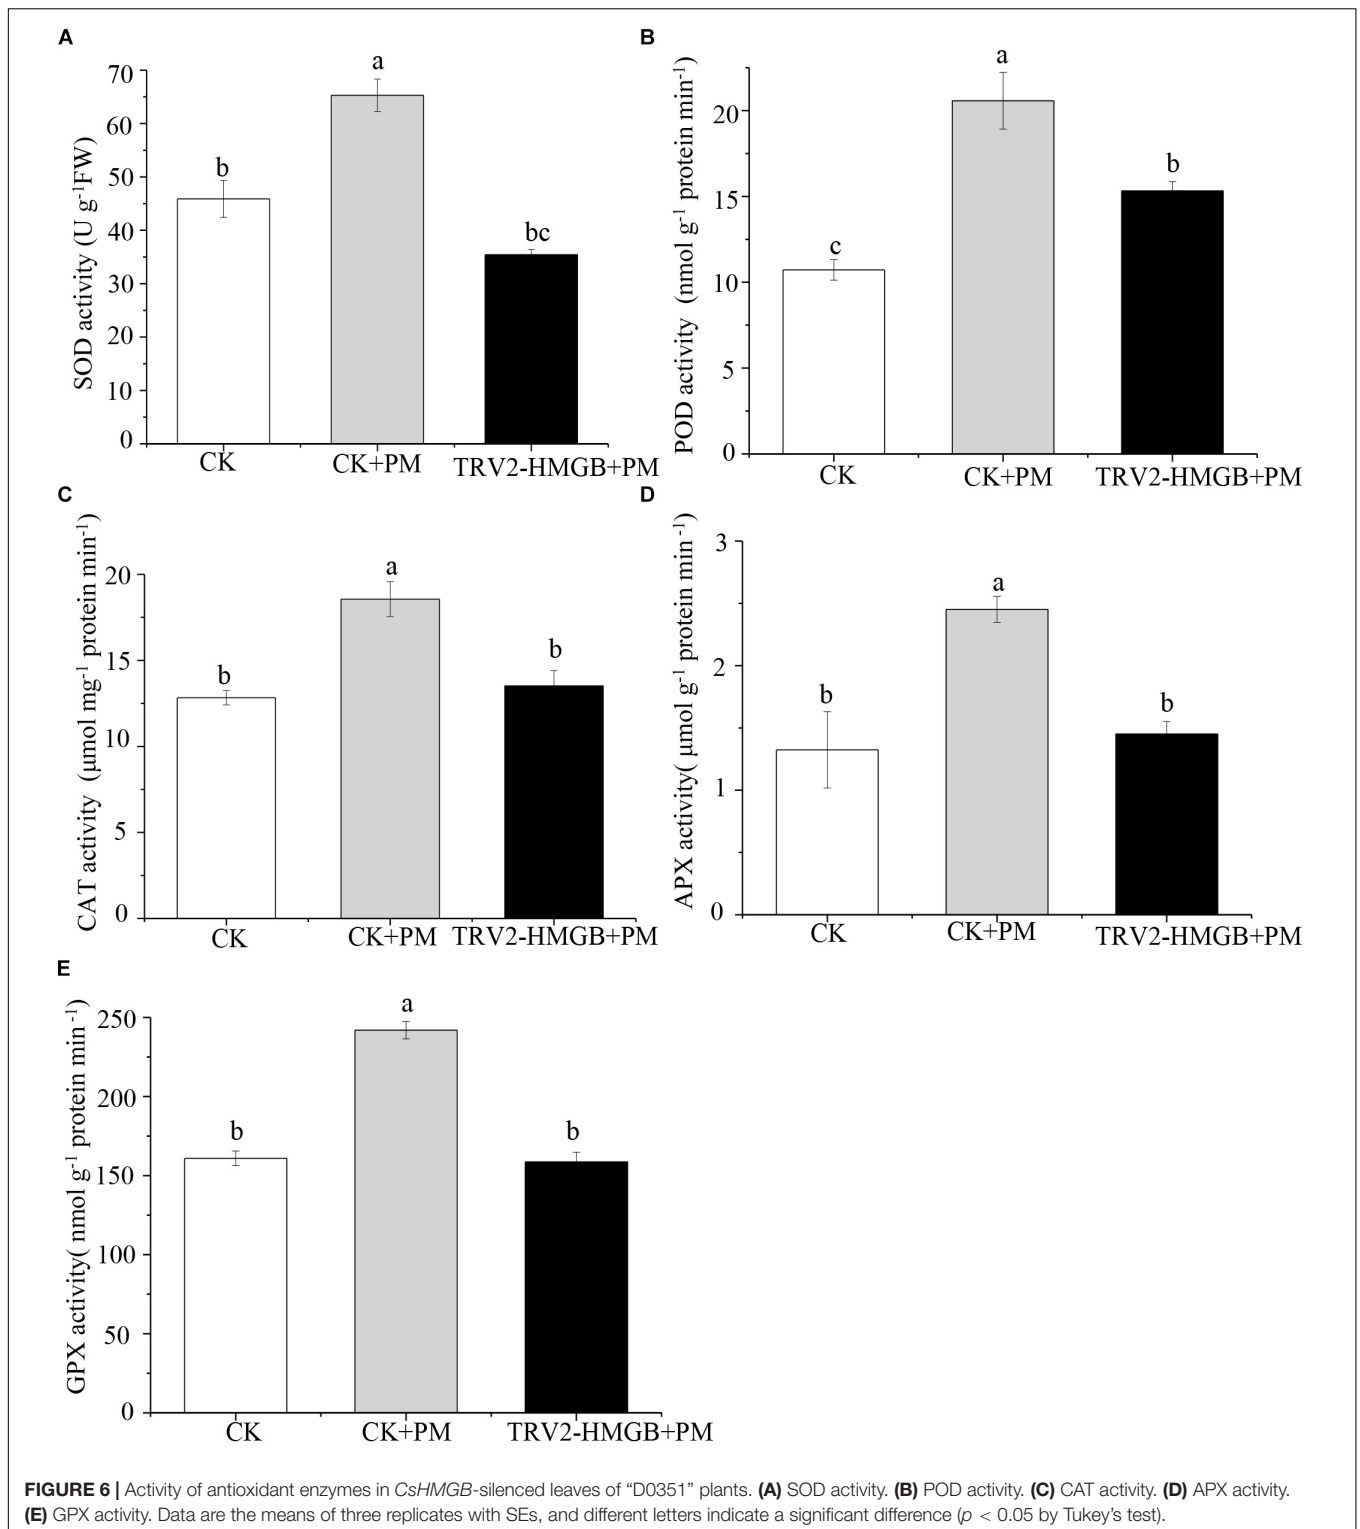 A
SOD activity (U g-1FW)
70
60
50
40
30
20
10
0
b
a
bc
CK
CK+PM
TRV2-HMGB+PM
B
POD activity (nmol g-1 protein min-1)
20
15
10
5
0
c
a
b
CK
CK+PM
TRV2-HMGB+PM
C
CAT activity (μmol mg-1 protein min-1)
20
15
10
5
0
b
a
b
CK
CK+PM
TRV2-HMGB+PM
D
APX activity( μmol g-1 protein min-1)
3
2
1
0
b
a
b
CK
CK+PM
TRV2-HMGB+PM
E
GPX activity( nmol g-1 protein min-1)
250
200
150
100
50
0
b
a
b
CK
CK+PM
TRV2-HMGB+PM
FIGURE 6 | Activity of antioxidant enzymes in CsHMGB-silenced leaves of “D0351” plants. (A) SOD activity. (B) POD activity. (C) CAT activity. (D) APX activity.
(E) GPX activity. Data are the means of three replicates with SEs, and different letters indicate a significant difference (p < 0.05 by Tukey’s test).